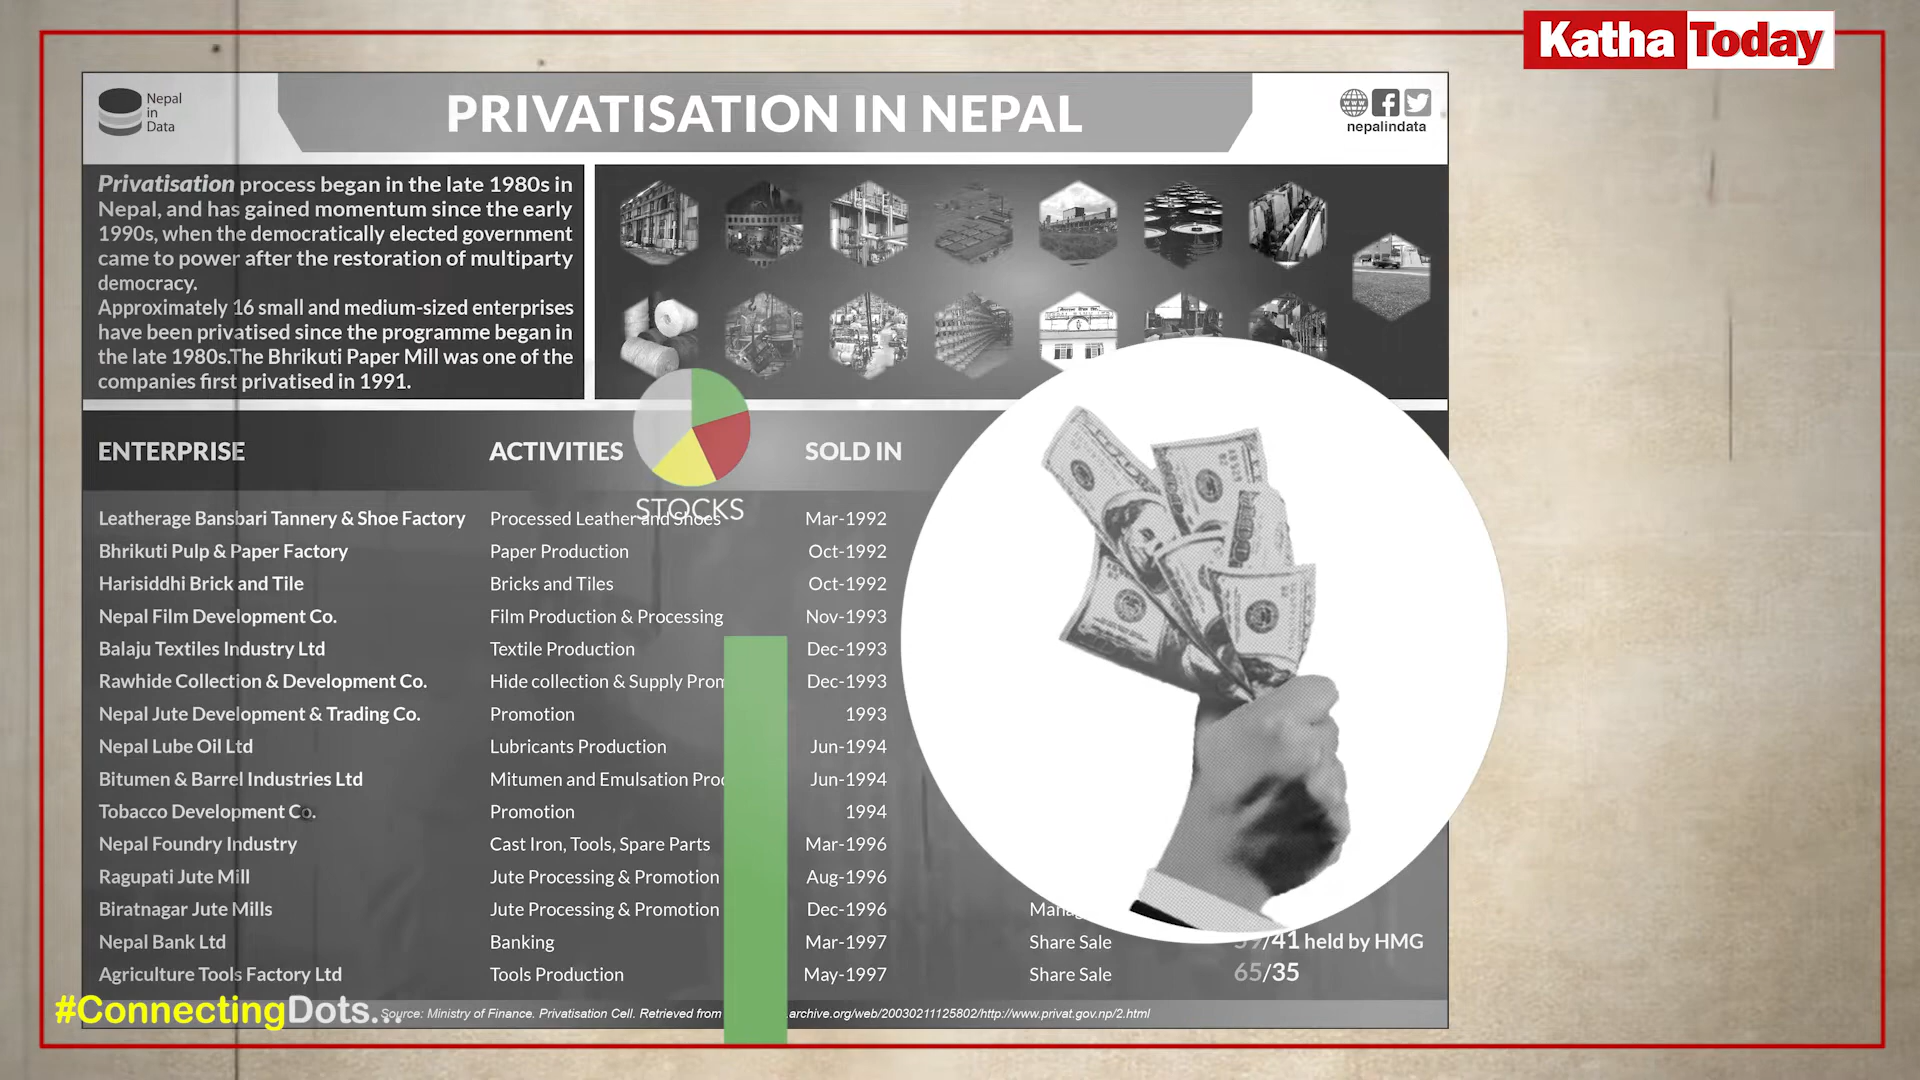 Katha Today
Nepal
in
Data
PRIVATISATION IN NEPAL
nepalindata
Privatisation process began in the late 1980s in
Nepal, and has gained momentum since the early
1990s, when the democratically elected government
came to power after the restoration of multiparty
democracy.
Approximately 16 small and medium-sized enterprises
have been privatised since the programme began in
the late 1980s.The Bhrikuti Paper Mill was one of the
companies first privatised in 1991.
ENTERPRISE ACTIVITIES SOLD IN
STOCKS
Leatherage Bansbari Tannery & Shoe Factory Processed Leather and Shoes Mar-1992
Bhrikuti Pulp & Paper Factory Paper Production Oct-1992
Harisiddhi Brick and Tile Bricks and Tiles Oct-1992
Nepal Film Development Co. Film Production & Processing Nov-1993
Balaju Textiles Industry Ltd Textile Production Dec-1993
Rawhide Collection & Development Co. Hide collection & Supply Dec-1993
Nepal Jute Development & Trading Co. Promotion 1993
Nepal Lube Oil Ltd Lubricants Production Jun-1994
Bitumen & Barrel Industries Ltd Mitumen and Emulsation Jun-1994
Tobacco Development Co. Promotion 1994
Nepal Foundry Industry Cast Iron, Tools, Spare Parts Mar-1996
Ragupati Jute Mill Jute Processing & Promotion Aug-1996
Biratnagar Jute Mills Jute Processing & Promotion Dec-1996
Nepal Bank Ltd Banking Mar-1997 Share Sale /41 held by HMG
Agriculture Tools Factory Ltd Tools Production May-1997 Share Sale 65/35
#ConnectingDots...
Source: Ministry of Finance. Privatisation Cell. Retrieved from archive.org/web/20030211125802/http://www.privat.gov.np/2.html